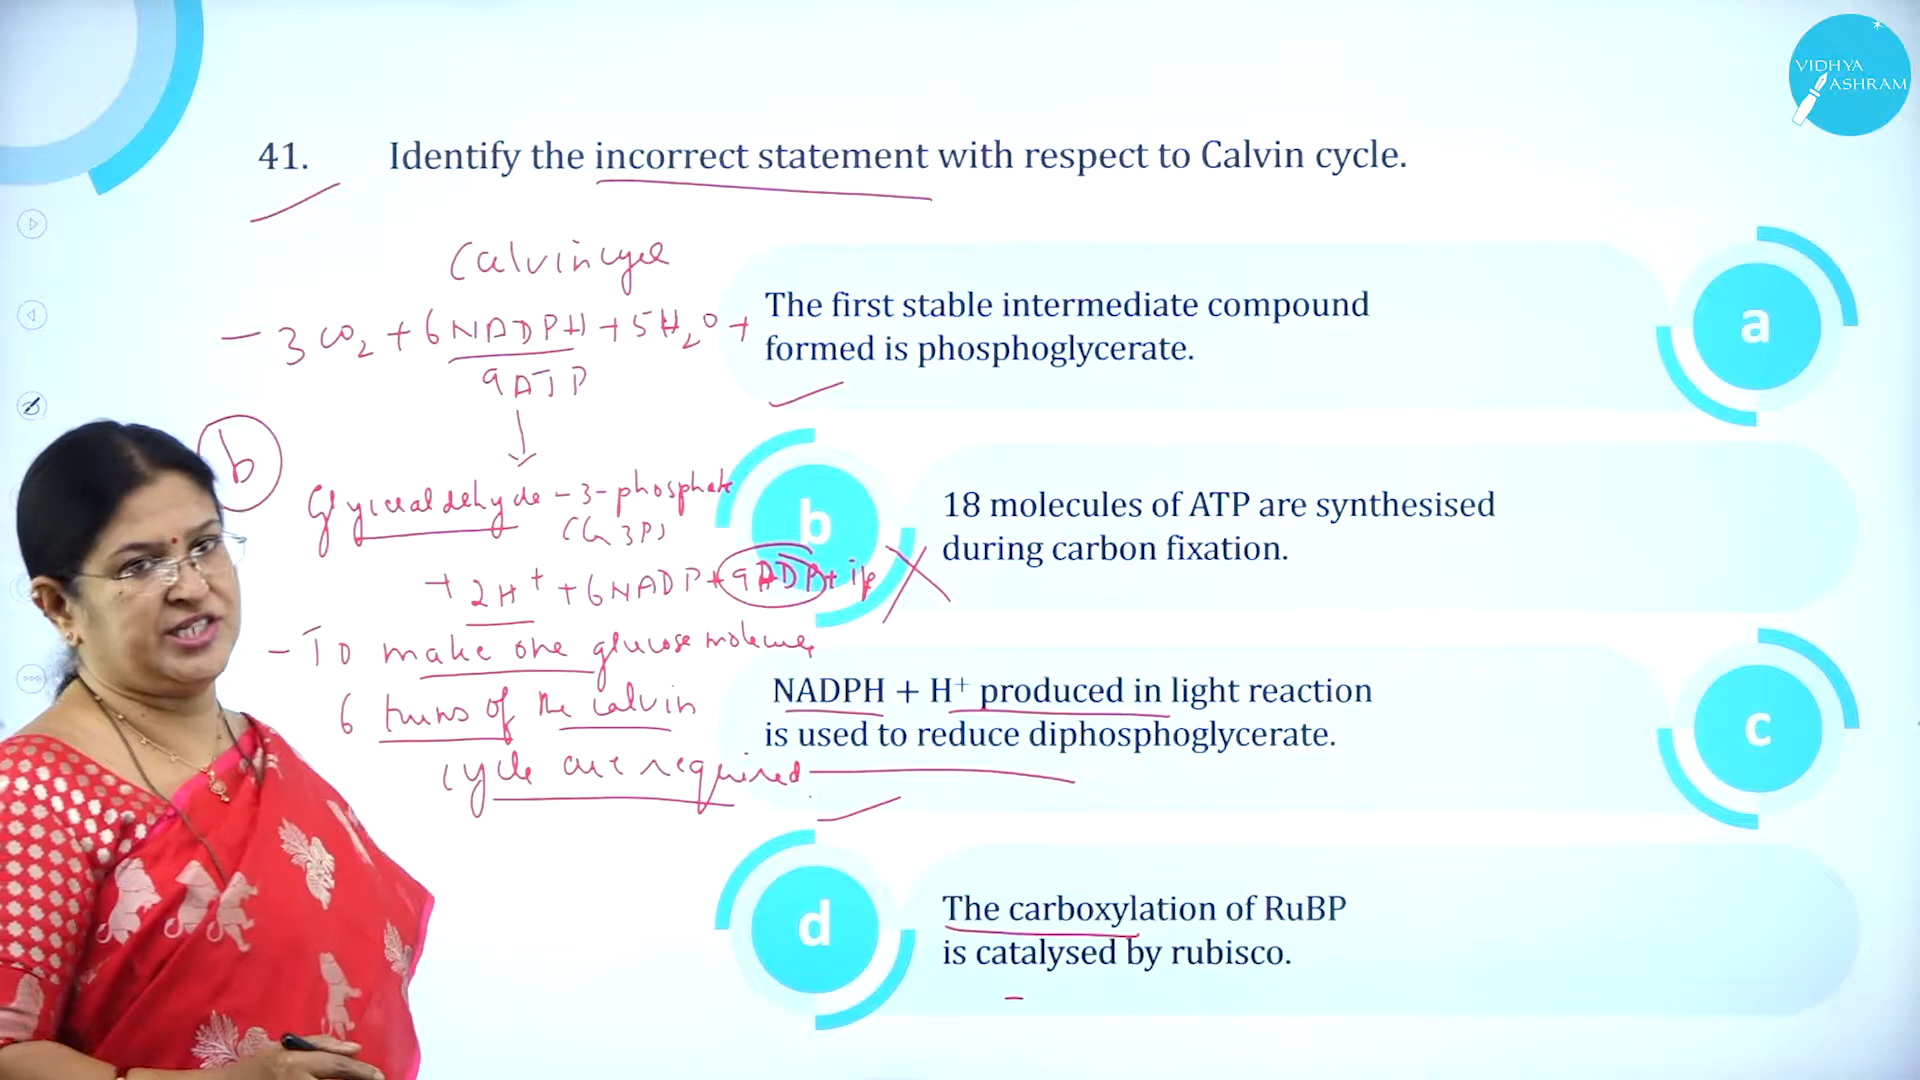 VIDHYA
ASHRAM
41. Identify the incorrect statement with respect to Calvin cycle.
Calvin cycle
- 3 CO₂ + 6 NADPH + 5 H₂O +
9 ATP
↓
b
Glyceraldehyde - 3 - phosphate
(G3P)
+ 2H⁺ + 6 NADP + 9 ADP +
- To make one glucose molecule
6 turns of the calvin
cycle are required
The first stable intermediate compound
formed is phosphoglycerate.
a
b
18 molecules of ATP are synthesised
during carbon fixation.
NADPH + H⁺ produced in light reaction
is used to reduce diphosphoglycerate.
c
d
The carboxylation of RuBP
is catalysed by rubisco.